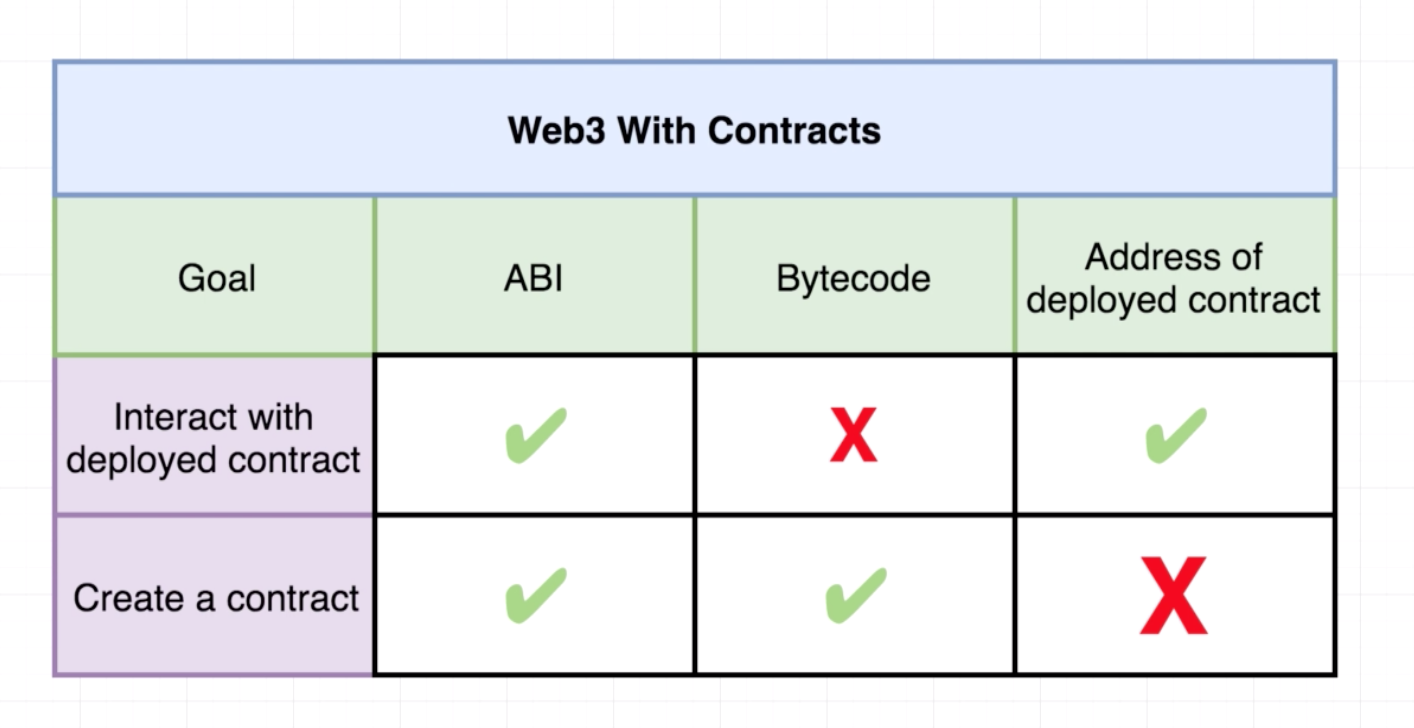 Web3 With Contracts
Goal
ABI
Bytecode
Address of
deployed contract
Interact with
deployed contract
✔
X
✔
Create a contract
✔
✔
X